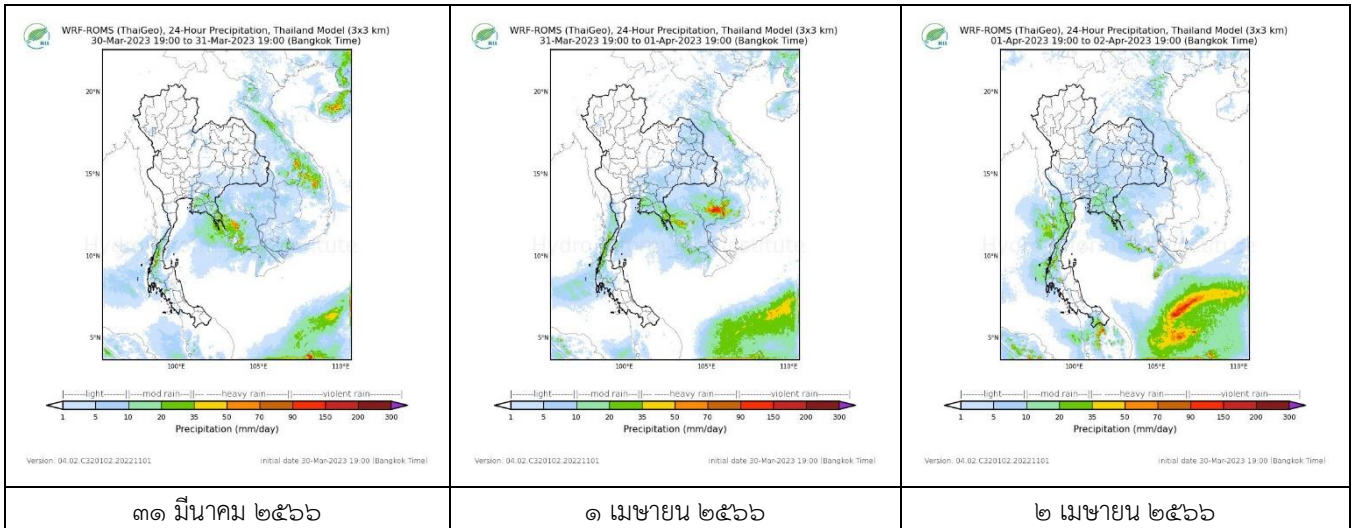 WRF-ROMS (ThaiGeo), 24-Hour Precipitation, Thailand Model (3x3 km)
30-Mar-2023 19:00 to 31-Mar-2023 19:00 (Bangkok Time)
HII
20°N
15°N
10°N
5°N
100°E 105°E 110°E
light mod rain heavy rain violent rain
1 5 10 20 35 50 70 90 150 200 300
Precipitation (mm/day)
Version: 04.02.C320102.20221101 initial date 30-Mar-2023 19:00 (Bangkok Time)
๓๑ มีนาคม ๒๕๖๖
WRF-ROMS (ThaiGeo), 24-Hour Precipitation, Thailand Model (3x3 km)
31-Mar-2023 19:00 to 01-Apr-2023 19:00 (Bangkok Time)
HII
20°N
15°N
10°N
5°N
100°E 105°E 110°E
light mod rain heavy rain violent rain
1 5 10 20 35 50 70 90 150 200 300
Precipitation (mm/day)
Version: 04.02.C320102.20221101 initial date 30-Mar-2023 19:00 (Bangkok Time)
๑ เมษายน ๒๕๖๖
WRF-ROMS (ThaiGeo), 24-Hour Precipitation, Thailand Model (3x3 km)
01-Apr-2023 19:00 to 02-Apr-2023 19:00 (Bangkok Time)
HII
20°N
15°N
10°N
5°N
100°E 105°E 110°E
light mod rain heavy rain violent rain
1 5 10 20 35 50 70 90 150 200 300
Precipitation (mm/day)
Version: 04.02.C320102.20221101 initial date 30-Mar-2023 19:00 (Bangkok Time)
๒ เมษายน ๒๕๖๖